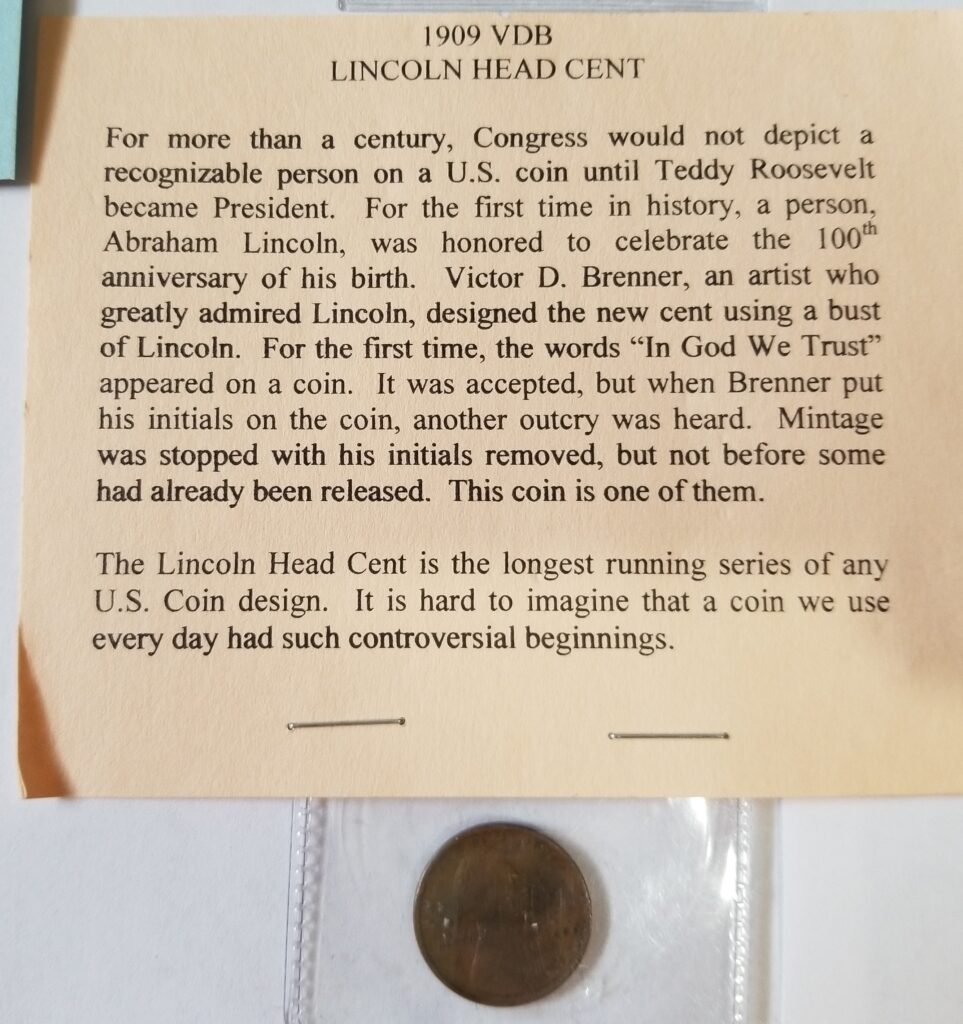 1909 VDB
LINCOLN HEAD CENT
For more than a century, Congress would not depict a
recognizable person on a U.S. coin until Teddy Roosevelt
became President. For the first time in history, a person,
Abraham Lincoln, was honored to celebrate the 100th
anniversary of his birth. Victor D. Brenner, an artist who
greatly admired Lincoln, designed the new cent using a bust
of Lincoln. For the first time, the words “In God We Trust”
appeared on a coin. It was accepted, but when Brenner put
his initials on the coin, another outcry was heard. Mintage
was stopped with his initials removed, but not before some
had already been released. This coin is one of them.
The Lincoln Head Cent is the longest running series of any
U.S. Coin design. It is hard to imagine that a coin we use
every day had such controversial beginnings.